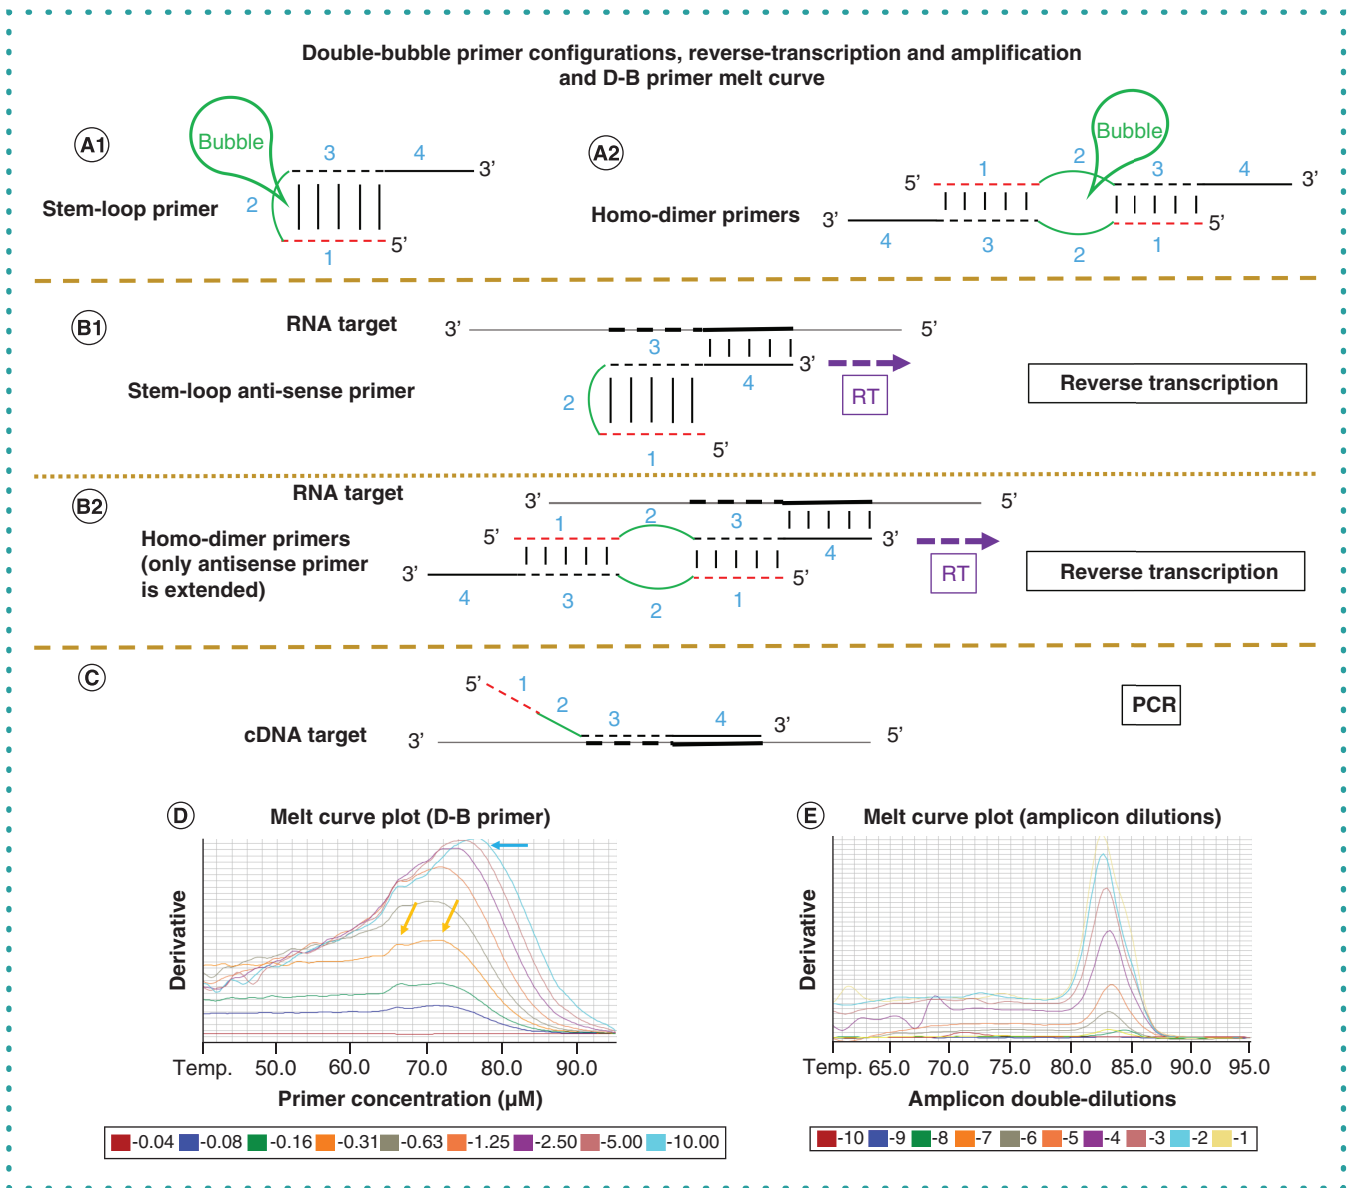 Double-bubble primer configurations, reverse-transcription and amplification
and D-B primer melt curve
A1
Bubble
3
4
3’
2
Stem-loop primer
5’
1
A2
Bubble
2
1
3
4
5’
3’
Homo-dimer primers
3’
5’
4
3
2
1
B1
RNA target
3’
5’
3
3’
4
RT
Reverse transcription
Stem-loop anti-sense primer
2
5’
1
B2
RNA target
3’
5’
2
1
3
5’
3’
4
Homo-dimer primers
(only antisense primer
is extended)
3’
5’
RT
Reverse transcription
4
3
2
1
C
5’
1
2
3
4
3’
PCR
cDNA target
3’
5’
D
Melt curve plot (D-B primer)
Derivative
Temp. 50.0 60.0 70.0 80.0 90.0
Primer concentration (µM)
-0.04 -0.08 -0.16 -0.31 -0.63 -1.25 -2.50 -5.00 -10.00
E
Melt curve plot (amplicon dilutions)
Derivative
Temp. 65.0 70.0 75.0 80.0 85.0 90.0 95.0
Amplicon double-dilutions
-10 -9 -8 -7 -6 -5 -4 -3 -2 -1